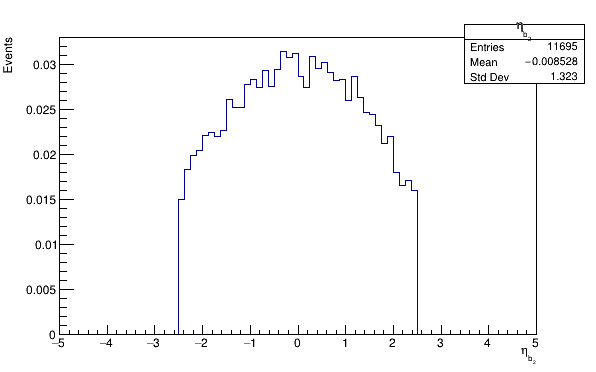 η_b₂
Entries 11695
Mean −0.008528
Std Dev 1.323
Events
0.03
0.025
0.02
0.015
0.01
0.005
0
−5 −4 −3 −2 −1 0 1 2 3 4 5
η_b₂